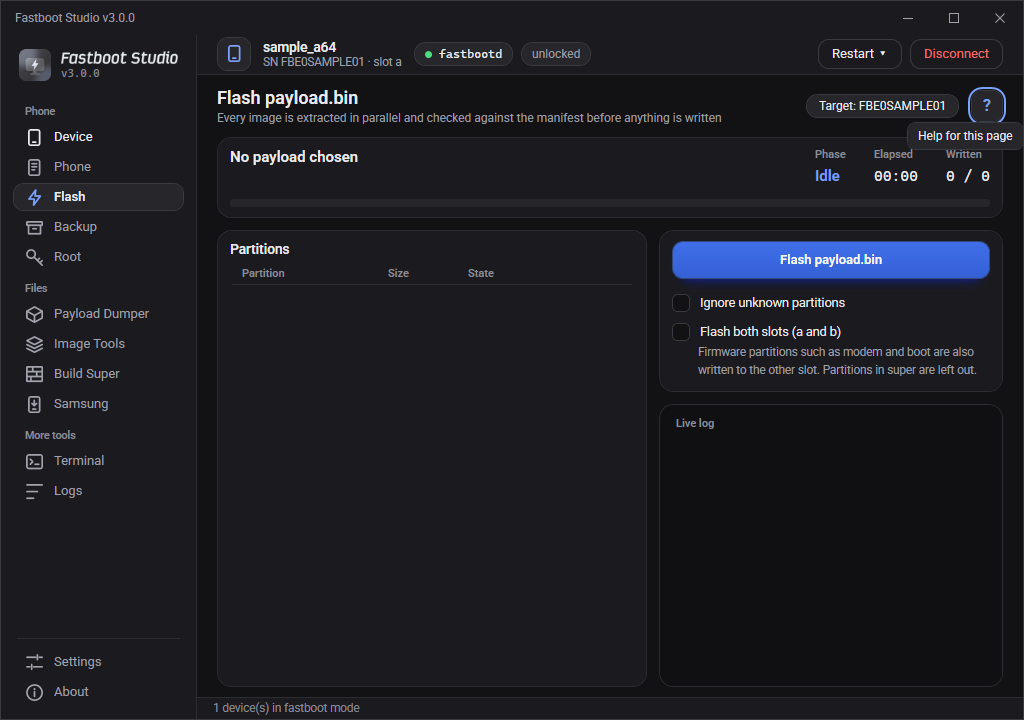 Fastboot Studio v3.0.0
Fastboot Studio
v3.0.0
Phone
Device
Phone
Flash
Backup
Root
Files
Payload Dumper
Image Tools
Build Super
Samsung
More tools
Terminal
Logs
Settings
About
sample_a64
SN FBE0SAMPLE01 · slot a
fastbootd
unlocked
Restart ▾
Disconnect
Flash payload.bin
Every image is extracted in parallel and checked against the manifest before anything is written
Target: FBE0SAMPLE01
?
Help for this page
No payload chosen
Phase Elapsed Written
Idle 00:00 0 / 0
Partitions
Partition Size State
Flash payload.bin
Ignore unknown partitions
Flash both slots (a and b)
Firmware partitions such as modem and boot are also
written to the other slot. Partitions in super are left out.
Live log
1 device(s) in fastboot mode